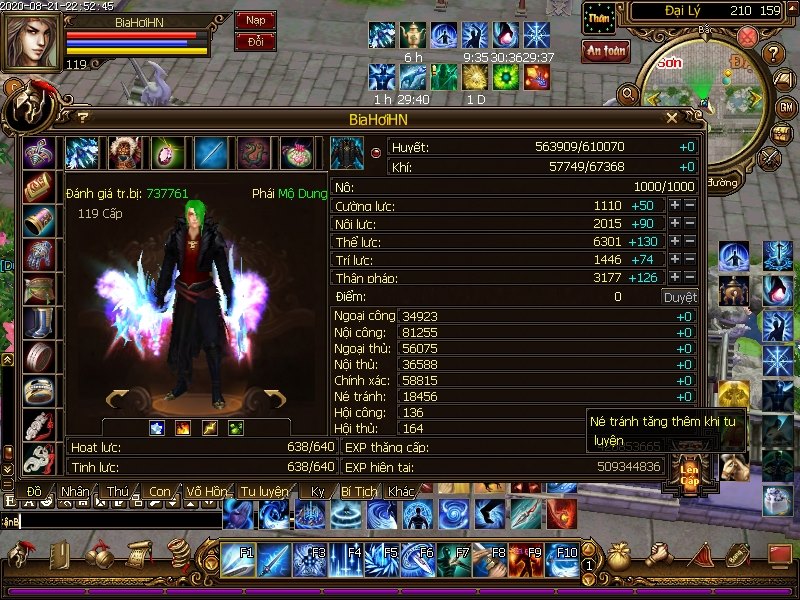 2020-08-21-22:52:45
BiaHơiHN
Nạp
Đổi
119
6 h 9:35 30:36 29:37
1 h 29:40 1 D
Thân
Đại Lý 210 159
An toàn
Bắc
Sơn
GM
đường
BiaHơiHN
Đánh giá tr.bị: 737761 Phái Mộ Dung
119 Cấp
Huyết: 563909/610070 +0
Khí: 57749/67368 +0
Nộ: 1000/1000
Cường lực: 1110 +50
Nội lực: 2015 +90
Thể lực: 6301 +130
Trí lực: 1446 +74
Thân pháp: 3177 +126
Điểm: 0 Duyệt
Ngoại công 34923 +0
Nội công: 81255 +0
Ngoại thủ: 56075 +0
Nội thủ: 36588 +0
Chính xác: 58815 +0
Né tránh: 18456 +0
Hội công: 136
Hội thủ: 164
Né tránh tăng thêm khi tu
luyện
Hoạt lực: 638/640 EXP thăng cấp:
Tinh lực: 638/640 EXP hiện tại: 509344836
Lên
Cấp
Đồ Nhân Thú Con Võ Hồn Tu luyện Kỵ Bí Tịch Khác
F1 F3 F4 F5 F6 F7 F8 F9 F10 1